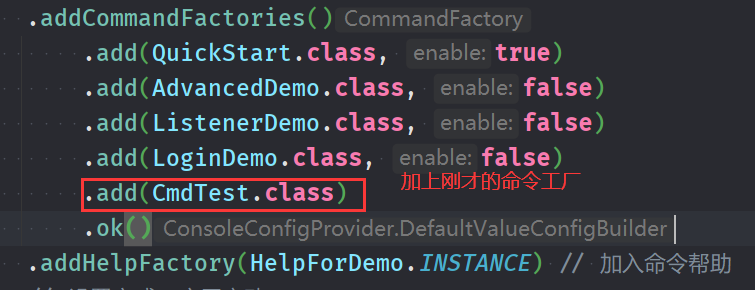 .addCommandFactories() CommandFactory
.add(QuickStart.class, enable: true)
.add(AdvancedDemo.class, enable: false)
.add(ListenerDemo.class, enable: false)
.add(LoginDemo.class, enable: false)
.add(CmdTest.class) 加上刚才的命令工厂
.ok() ConsoleConfigProvider.DefaultValueConfigBuilder
.addHelpFactory(HelpForDemo.INSTANCE) // 加入命令帮助